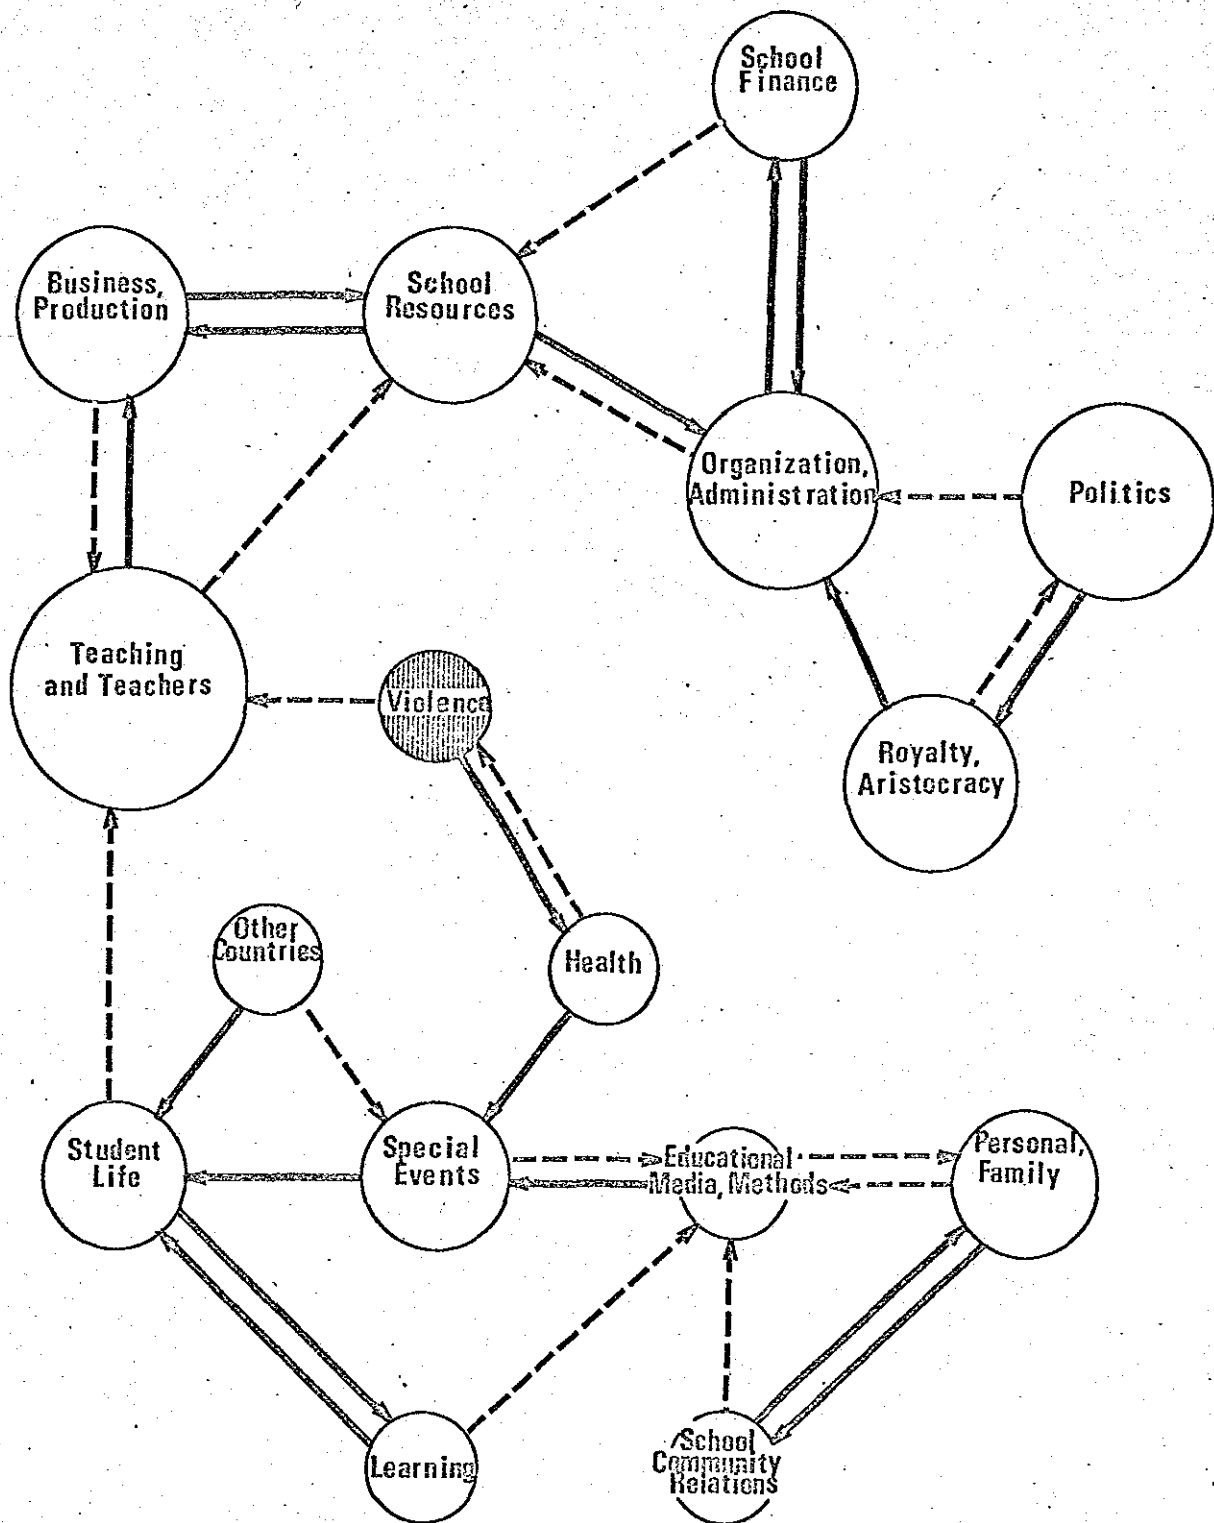 School
Finance
Business,
Production
School
Resources
Organization,
Administration
Politics
Teaching
and Teachers
Violence
Royalty,
Aristocracy
Other
Countries
Health
Student
Life
Special
Events
Educational
Media, Methods
Personal,
Family
Learning
School
Community
Relations